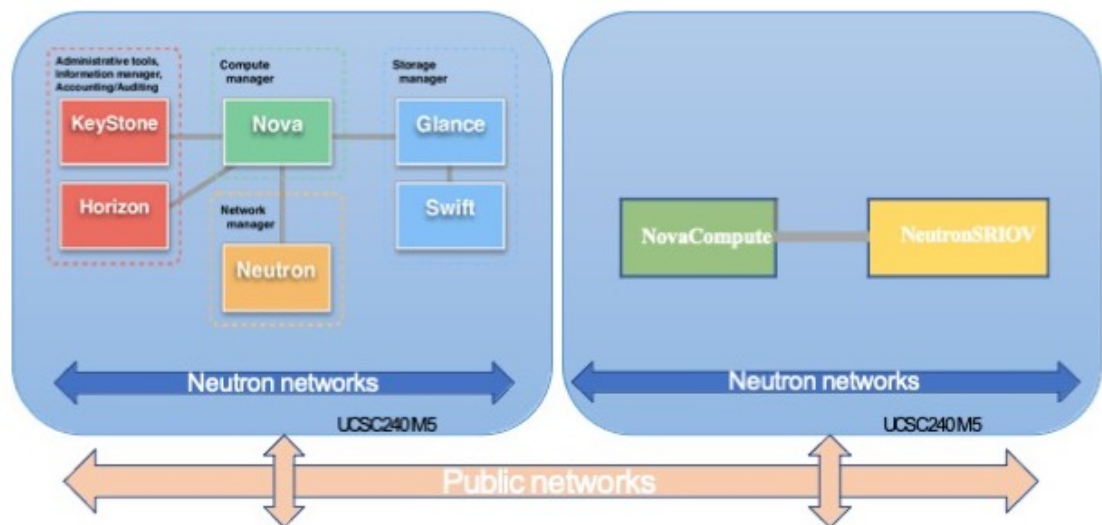 Administrative tools,
Information manager,
Accounting/Auditing
KeyStone
Horizon
Compute
manager
Nova
Network
manager
Neutron
Storage
manager
Glance
Swift
Neutron networks
UCSC240 M5
NovaCompute
NeutronSRIOV
Neutron networks
UCSC240 M5
Public networks